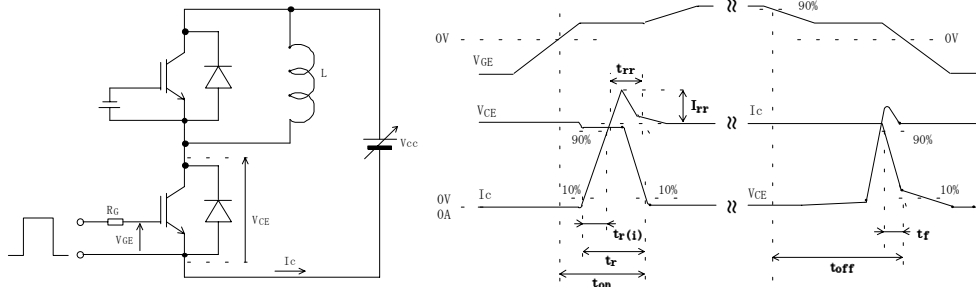 L
Vcc
RG
VGE
VCE
Ic
0V
90%
0V
VGE
trr
Irr
VCE
Ic
90%
90%
0V
0A
Ic
10%
10%
VCE
10%
tr(i)
tf
tr
toff
ton